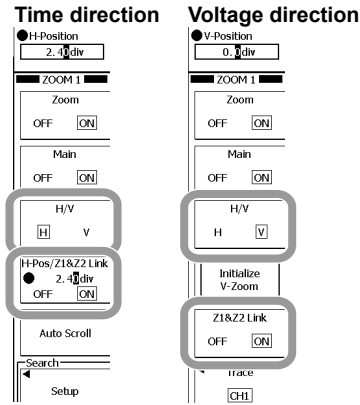 Time direction
H-Position
2.40div
ZOOM 1
Zoom
OFF ON
Main
OFF ON
H/V
H V
H-Pos/Z1&Z2 Link
2.40div
OFF ON
Auto Scroll
Search
Setup
Voltage direction
V-Position
0.0div
ZOOM 1
Zoom
OFF ON
Main
OFF ON
H/V
H V
Initialize
V-Zoom
Z1&Z2 Link
OFF ON
Trace
CH1